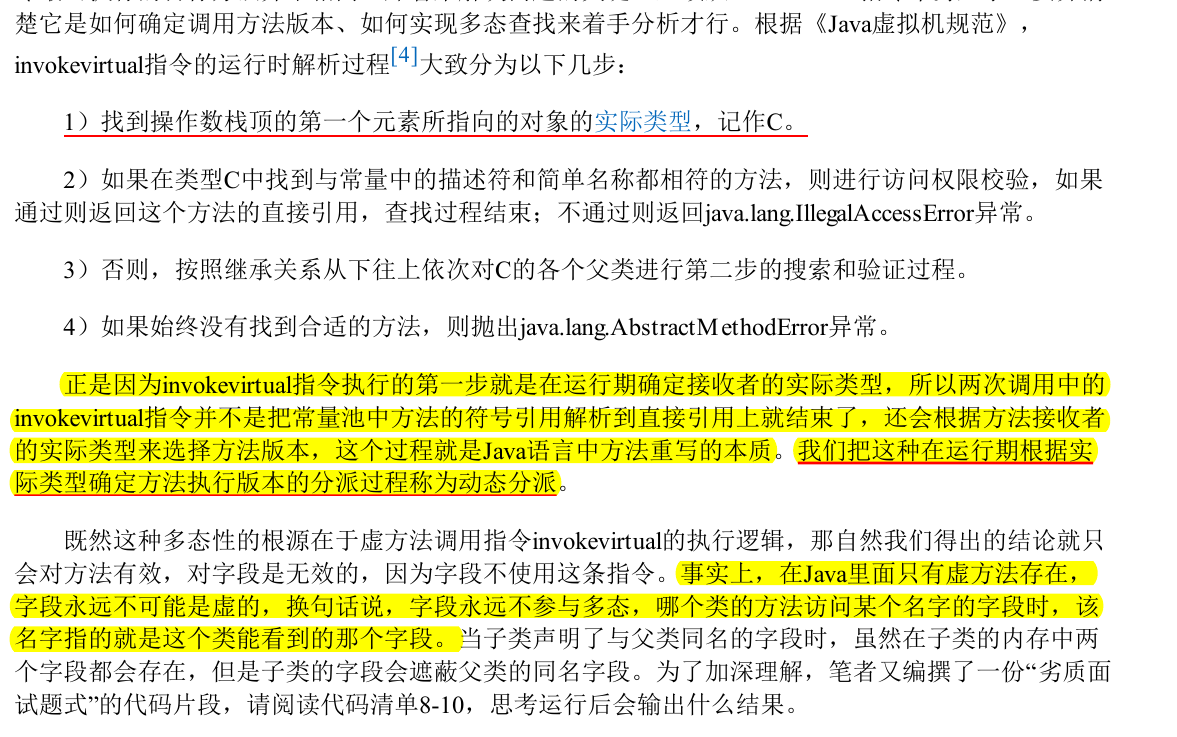 楚它是如何确定调用方法版本、如何实现多态查找来着手分析才行。根据《Java虚拟机规范》，
invokevirtual指令的运行时解析过程[4]大致分为以下几步：
1）找到操作数栈顶的第一个元素所指向的对象的实际类型，记作C。
2）如果在类型C中找到与常量中的描述符和简单名称都相符的方法，则进行访问权限校验，如果
通过则返回这个方法的直接引用，查找过程结束；不通过则返回java.lang.IllegalAccessError异常。
3）否则，按照继承关系从下往上依次对C的各个父类进行第二步的搜索和验证过程。
4）如果始终没有找到合适的方法，则抛出java.lang.AbstractMethodError异常。
正是因为invokevirtual指令执行的第一步就是在运行期确定接收者的实际类型，所以两次调用中的
invokevirtual指令并不是把常量池中方法的符号引用解析到直接引用上就结束了，还会根据方法接收者
的实际类型来选择方法版本，这个过程就是Java语言中方法重写的本质。我们把这种在运行期根据实
际类型确定方法执行版本的分派过程称为动态分派。
既然这种多态性的根源在于虚方法调用指令invokevirtual的执行逻辑，那自然我们得出的结论就只
会对方法有效，对字段是无效的，因为字段不使用这条指令。事实上，在Java里面只有虚方法存在，
字段永远不可能是虚的，换句话说，字段永远不参与多态，哪个类的方法访问某个名字的字段时，该
名字指的就是这个类能看到的那个字段。当子类声明了与父类同名的字段时，虽然在子类的内存中两
个字段都会存在，但是子类的字段会遮蔽父类的同名字段。为了加深理解，笔者又编撰了一份“劣质面
试题式”的代码片段，请阅读代码清单8-10，思考运行后会输出什么结果。